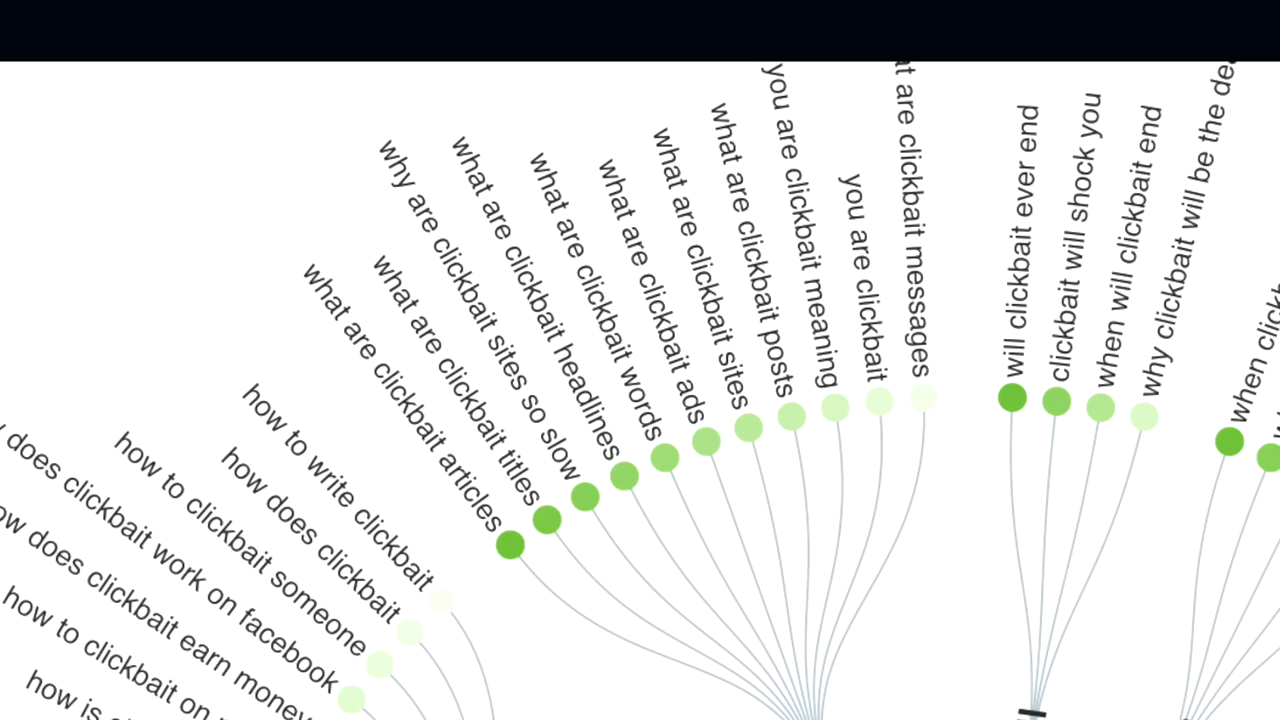 how is
how to clickbait on
does clickbait earn money
does clickbait work on facebook
how to clickbait someone
how does clickbait
how to write clickbait
what are clickbait articles
what are clickbait titles
why are clickbait sites so slow
what are clickbait headlines
what are clickbait words
what are clickbait ads
what are clickbait sites
what are clickbait posts
you are clickbait meaning
you are clickbait
are clickbait messages
will clickbait ever end
clickbait will shock you
when will clickbait end
why clickbait will be the
when